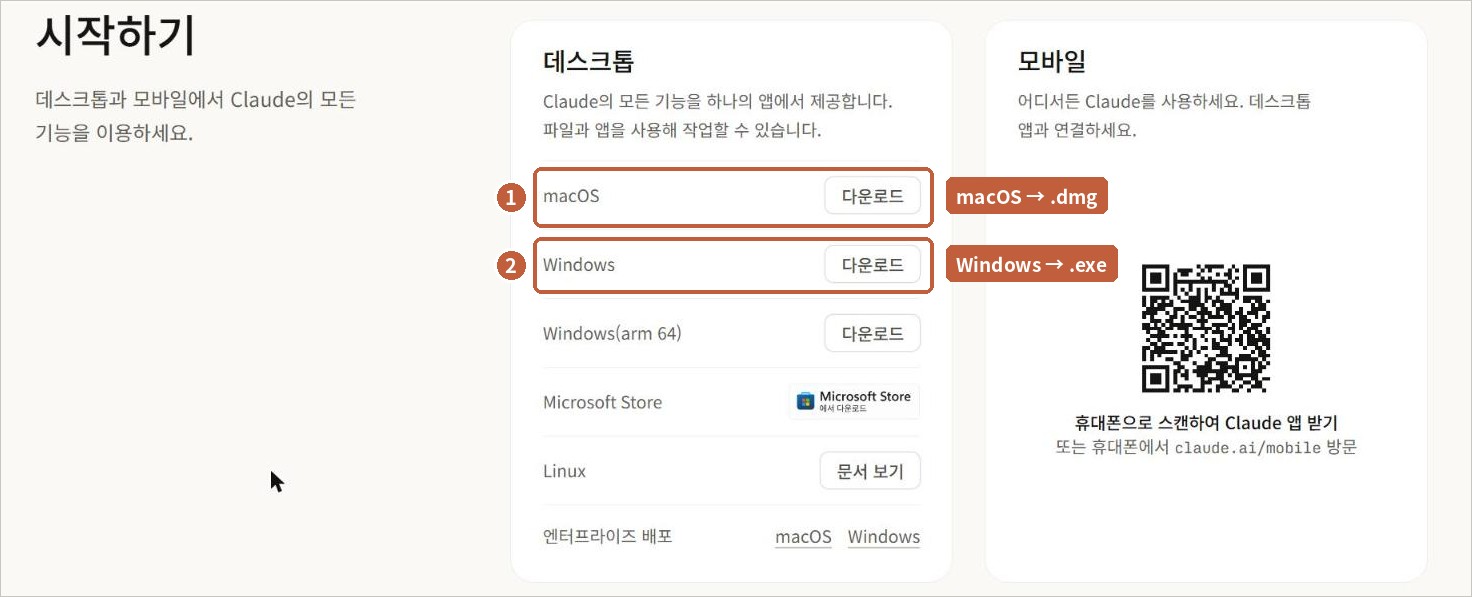 시작하기
데스크톱과 모바일에서 Claude의 모든
기능을 이용하세요.
데스크톱
Claude의 모든 기능을 하나의 앱에서 제공합니다.
파일과 앱을 사용해 작업할 수 있습니다.
1 macOS 다운로드 macOS → .dmg
2 Windows 다운로드 Windows → .exe
Windows(arm 64) 다운로드
Microsoft Store Microsoft Store
에서 다운로드
Linux 문서 보기
엔터프라이즈 배포 macOS Windows
모바일
어디서든 Claude를 사용하세요. 데스크톱
앱과 연결하세요.
휴대폰으로 스캔하여 Claude 앱 받기
또는 휴대폰에서 claude.ai/mobile 방문